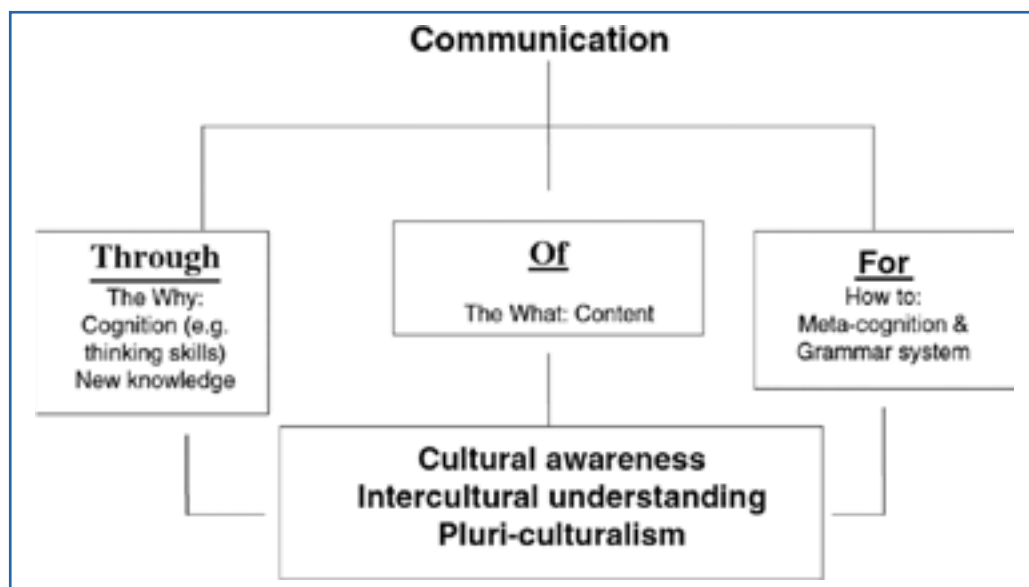 Communication
Through
The Why:
Cognition (e.g.
thinking skills)
New knowledge
Of
The What: Content
For
How to:
Meta-cognition &
Grammar system
Cultural awareness
Intercultural understanding
Pluri-culturalism